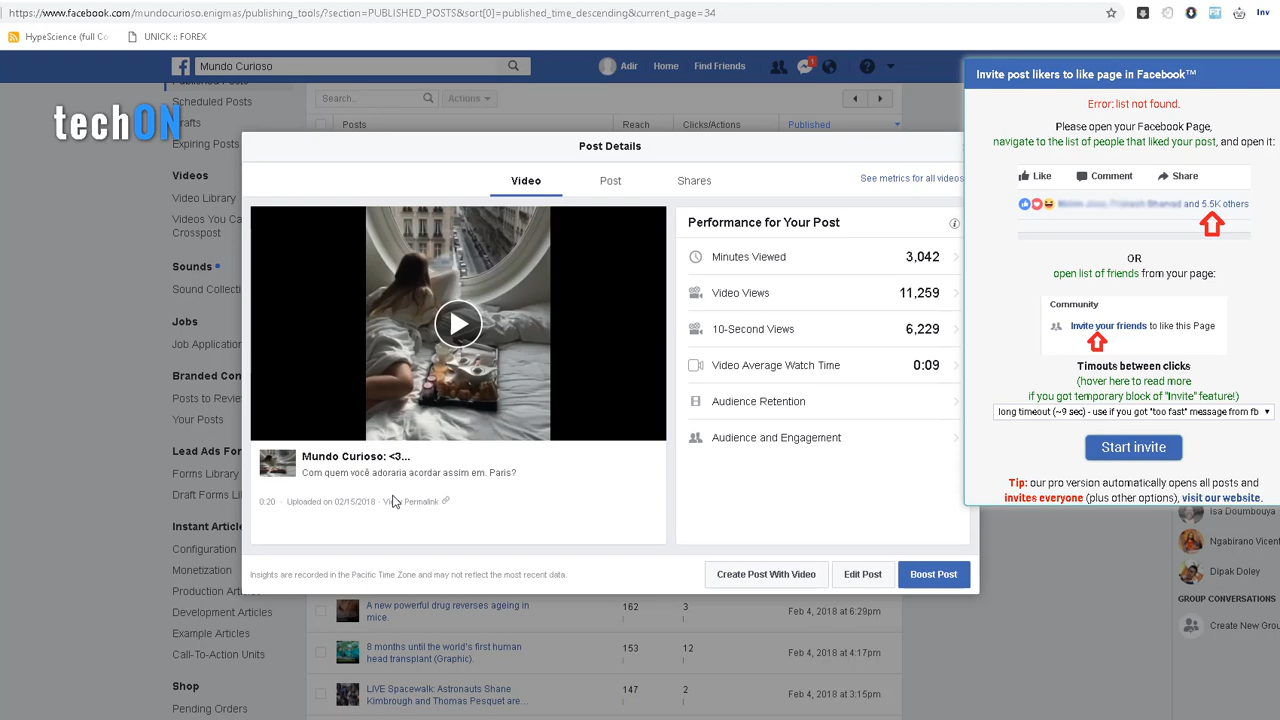 https://www.facebook.com/mundocurioso.enigmas/publishing_tools/?section=PUBLISHED_POSTS&sort[0]=published_time_descending&current_page=34
Inv
HypeScience (full Co
UNICK :: FOREX
Mundo Curioso
Adir
Home
Find Friends
1
techON
Scheduled Posts
Drafts
Expiring Posts
Videos
Video Library
Videos You Ca
Crosspost
Sounds
Sound Collecti
Jobs
Job Application
Branded Con
Posts to Review
Your Posts
Lead Ads For
Forms Library
Draft Forms Li
Instant Articl
Configuration
Monetization
Production Arti
Development Articles
Example Articles
Call-To-Action Units
Shop
Pending Orders
Search...
Actions
Posts
Reach
Clicks/Actions
Published
Post Details
Video
Post
Shares
See metrics for all videos
Mundo Curioso: <3...
Com quem você adoraria acordar assim em. Paris?
0:20 · Uploaded on 02/15/2018 · Permalink
Performance for Your Post
Minutes Viewed 3,042
Video Views 11,259
10-Second Views 6,229
Video Average Watch Time 0:09
Audience Retention
Audience and Engagement
Insights are recorded in the Pacific Time Zone and may not reflect the most recent data.
Create Post With Video
Edit Post
Boost Post
A new powerful drug reverses ageing in
mice.
162
3
Feb 4, 2018 at 6:29pm
8 months until the world's first human
head transplant (Graphic).
153
12
Feb 4, 2018 at 4:17pm
LIVE Spacewalk: Astronauts Shane
Kimbrough and Thomas Pesquet are...
147
2
Feb 4, 2018 at 3:15pm
Invite post likers to like page in Facebook™
Error: list not found.
Please open your Facebook Page,
navigate to the list of people that liked your post, and open it:
Like
Comment
Share
and 5.5K others
OR
open list of friends from your page:
Community
Invite your friends to like this Page
Timouts between clicks
(hover here to read more
if you got temporary block of "Invite" feature!)
long timeout (~9 sec) - use if you got "too fast" message from fb
Start invite
Tip: our pro version automatically opens all posts and
invites everyone (plus other options), visit our website.
Isa Doumbouya
Ngabirano Vicent
Dipak Doley
GROUP CONVERSATIONS
Create New Grou